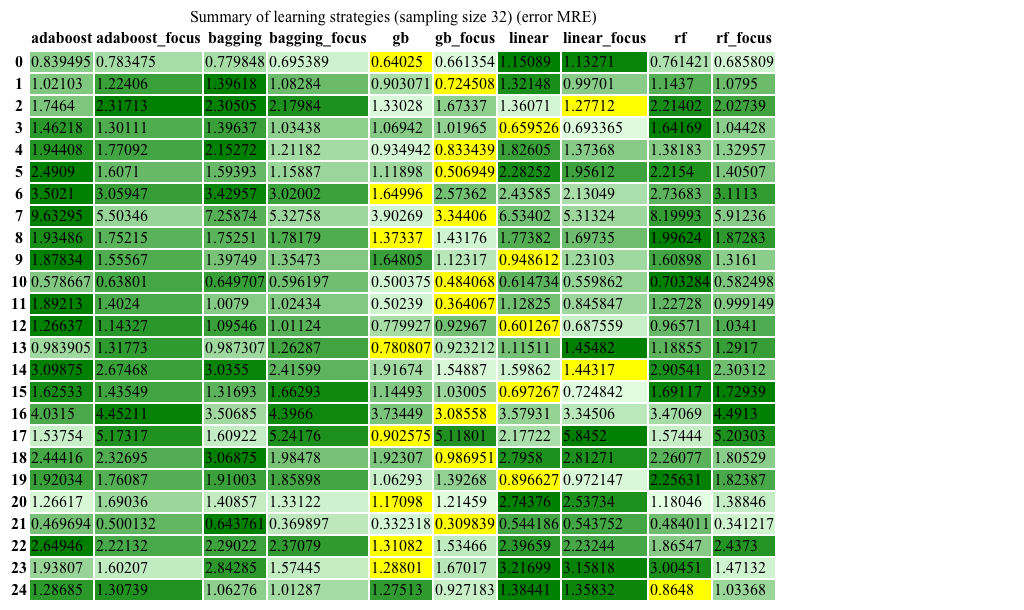 Summary of learning strategies (sampling size 32) (error MRE)
adaboost adaboost_focus bagging bagging_focus gb gb_focus linear linear_focus rf rf_focus
0 0.839495 0.783475 0.779848 0.695389 0.64025 0.661354 1.15089 1.13271 0.761421 0.685809
1 1.02103 1.22406 1.39618 1.08284 0.903071 0.724508 1.32148 0.99701 1.1437 1.0795
2 1.7464 2.31713 2.30505 2.17984 1.33028 1.67337 1.36071 1.27712 2.21402 2.02739
3 1.46218 1.30111 1.39637 1.03438 1.06942 1.01965 0.659526 0.693365 1.64169 1.04428
4 1.94408 1.77092 2.15272 1.21182 0.934942 0.833439 1.82605 1.37368 1.38183 1.32957
5 2.4909 1.6071 1.59393 1.15887 1.11898 0.506949 2.28252 1.95612 2.2154 1.40507
6 3.5021 3.05947 3.42957 3.02002 1.64996 2.57362 2.43585 2.13049 2.73683 3.1113
7 9.63295 5.50346 7.25874 5.32758 3.90269 3.34406 6.53402 5.31324 8.19993 5.91236
8 1.93486 1.75215 1.75251 1.78179 1.37337 1.43176 1.77382 1.69735 1.99624 1.87283
9 1.87834 1.55567 1.39749 1.35473 1.64805 1.12317 0.948612 1.23103 1.60898 1.3161
10 0.578667 0.63801 0.649707 0.596197 0.500375 0.484068 0.614734 0.559862 0.703284 0.582498
11 1.89213 1.4024 1.0079 1.02434 0.50239 0.364067 1.12825 0.845847 1.22728 0.999149
12 1.26637 1.14327 1.09546 1.01124 0.779927 0.92967 0.601267 0.687559 0.96571 1.0341
13 0.983905 1.31773 0.987307 1.26287 0.780807 0.923212 1.11511 1.45482 1.18855 1.2917
14 3.09875 2.67468 3.0355 2.41599 1.91674 1.54887 1.59862 1.44317 2.90541 2.30312
15 1.62533 1.43549 1.31693 1.66293 1.14493 1.03005 0.697267 0.724842 1.69117 1.72939
16 4.0315 4.45211 3.50685 4.3966 3.73449 3.08558 3.57931 3.34506 3.47069 4.4913
17 1.53754 5.17317 1.60922 5.24176 0.902575 5.11801 2.17722 5.8452 1.57444 5.20303
18 2.44416 2.32695 3.06875 1.98478 1.92307 0.986951 2.7958 2.81271 2.26077 1.80529
19 1.92034 1.76087 1.91003 1.85898 1.06293 1.39268 0.896627 0.972147 2.25631 1.82387
20 1.26617 1.69036 1.40857 1.33122 1.17098 1.21459 2.74376 2.53734 1.18046 1.38846
21 0.469694 0.500132 0.643761 0.369897 0.332318 0.309839 0.544186 0.543752 0.484011 0.341217
22 2.64946 2.22132 2.29022 2.37079 1.31082 1.53466 2.39659 2.23244 1.86547 2.4373
23 1.93807 1.60207 2.84285 1.57445 1.28801 1.67017 3.21699 3.15818 3.00451 1.47132
24 1.28685 1.30739 1.06276 1.01287 1.27513 0.927183 1.38441 1.35832 0.8648 1.03368